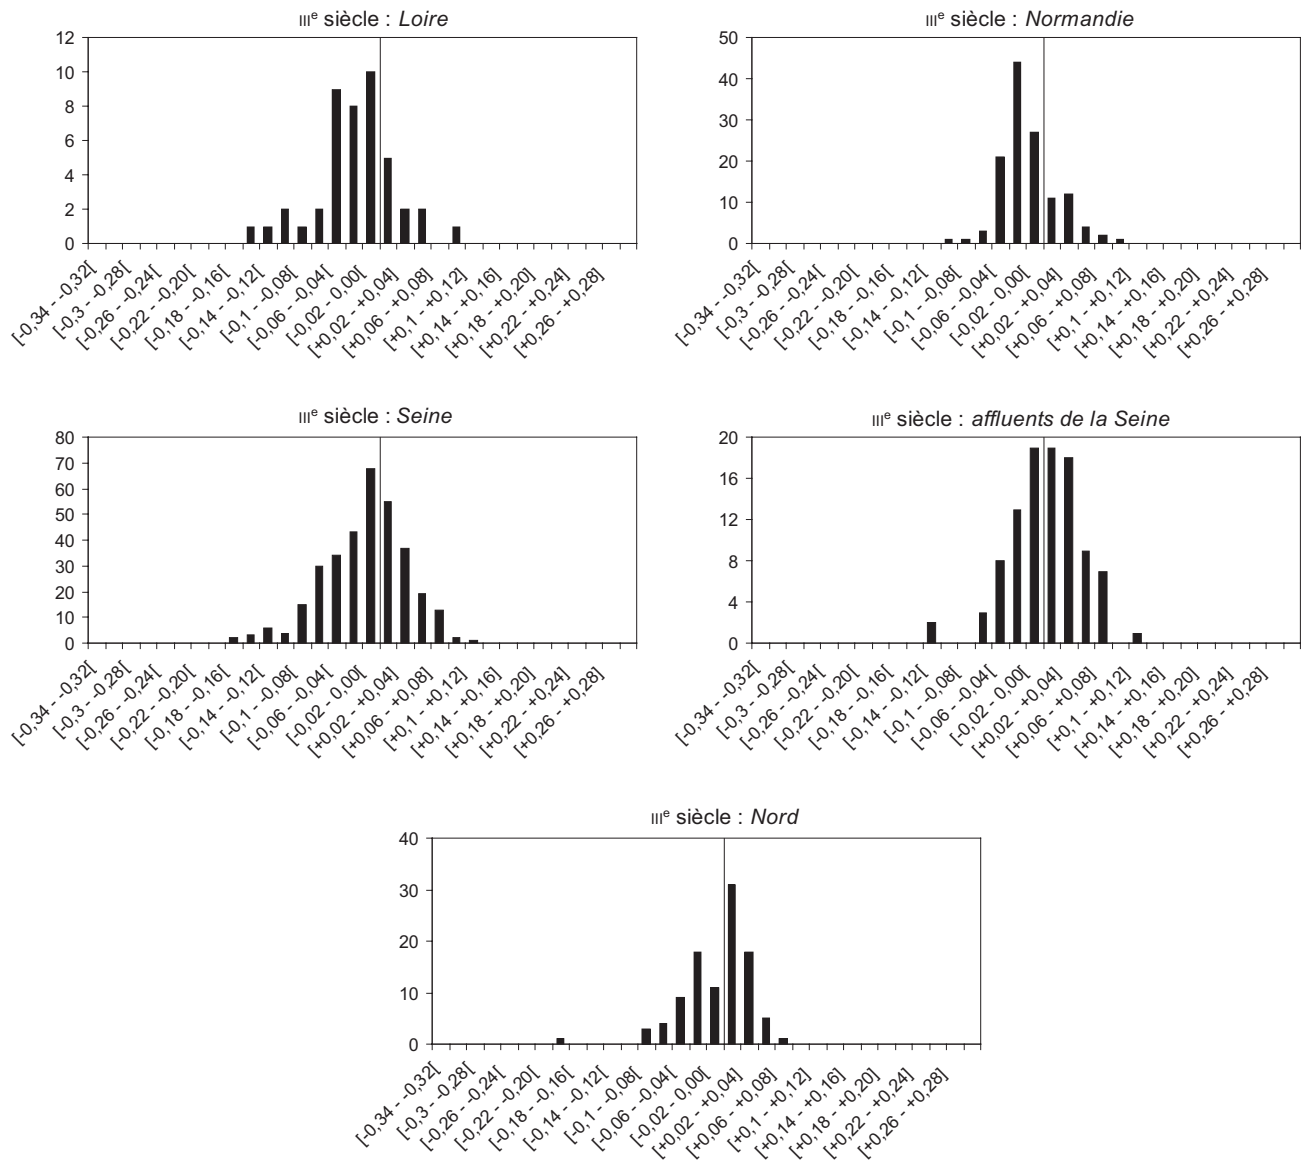 IIIe siècle : Loire
12
10
8
6
4
2
0
[-0,34 - -0,32[
[-0,3 - -0,28[
[-0,26 - -0,24[
[-0,22 - -0,20[
[-0,18 - -0,16[
[-0,14 - -0,12[
[-0,1 - -0,08[
[-0,06 - -0,04[
[-0,02 - 0,00[
[+0,02 - +0,04]
[+0,06 - +0,08]
[+0,1 - +0,12]
[+0,14 - +0,16]
[+0,18 - +0,20]
[+0,22 - +0,24]
[+0,26 - +0,28]
IIIe siècle : Normandie
50
40
30
20
10
0
[-0,34 - -0,32[
[-0,3 - -0,28[
[-0,26 - -0,24[
[-0,22 - -0,20[
[-0,18 - -0,16[
[-0,14 - -0,12[
[-0,1 - -0,08[
[-0,06 - -0,04[
[-0,02 - 0,00[
[+0,02 - +0,04]
[+0,06 - +0,08]
[+0,1 - +0,12]
[+0,14 - +0,16]
[+0,18 - +0,20]
[+0,22 - +0,24]
[+0,26 - +0,28]
IIIe siècle : Seine
80
70
60
50
40
30
20
10
0
[-0,34 - -0,32[
[-0,3 - -0,28[
[-0,26 - -0,24[
[-0,22 - -0,20[
[-0,18 - -0,16[
[-0,14 - -0,12[
[-0,1 - -0,08[
[-0,06 - -0,04[
[-0,02 - 0,00[
[+0,02 - +0,04]
[+0,06 - +0,08]
[+0,1 - +0,12]
[+0,14 - +0,16]
[+0,18 - +0,20]
[+0,22 - +0,24]
[+0,26 - +0,28]
IIIe siècle : affluents de la Seine
20
16
12
8
4
0
[-0,34 - -0,32[
[-0,3 - -0,28[
[-0,26 - -0,24[
[-0,22 - -0,20[
[-0,18 - -0,16[
[-0,14 - -0,12[
[-0,1 - -0,08[
[-0,06 - -0,04[
[-0,02 - 0,00[
[+0,02 - +0,04]
[+0,06 - +0,08]
[+0,1 - +0,12]
[+0,14 - +0,16]
[+0,18 - +0,20]
[+0,22 - +0,24]
[+0,26 - +0,28]
IIIe siècle : Nord
40
30
20
10
0
[-0,34 - -0,32[
[-0,3 - -0,28[
[-0,26 - -0,24[
[-0,22 - -0,20[
[-0,18 - -0,16[
[-0,14 - -0,12[
[-0,1 - -0,08[
[-0,06 - -0,04[
[-0,02 - 0,00[
[+0,02 - +0,04]
[+0,06 - +0,08]
[+0,1 - +0,12]
[+0,14 - +0,16]
[+0,18 - +0,20]
[+0,22 - +0,24]
[+0,26 - +0,28]